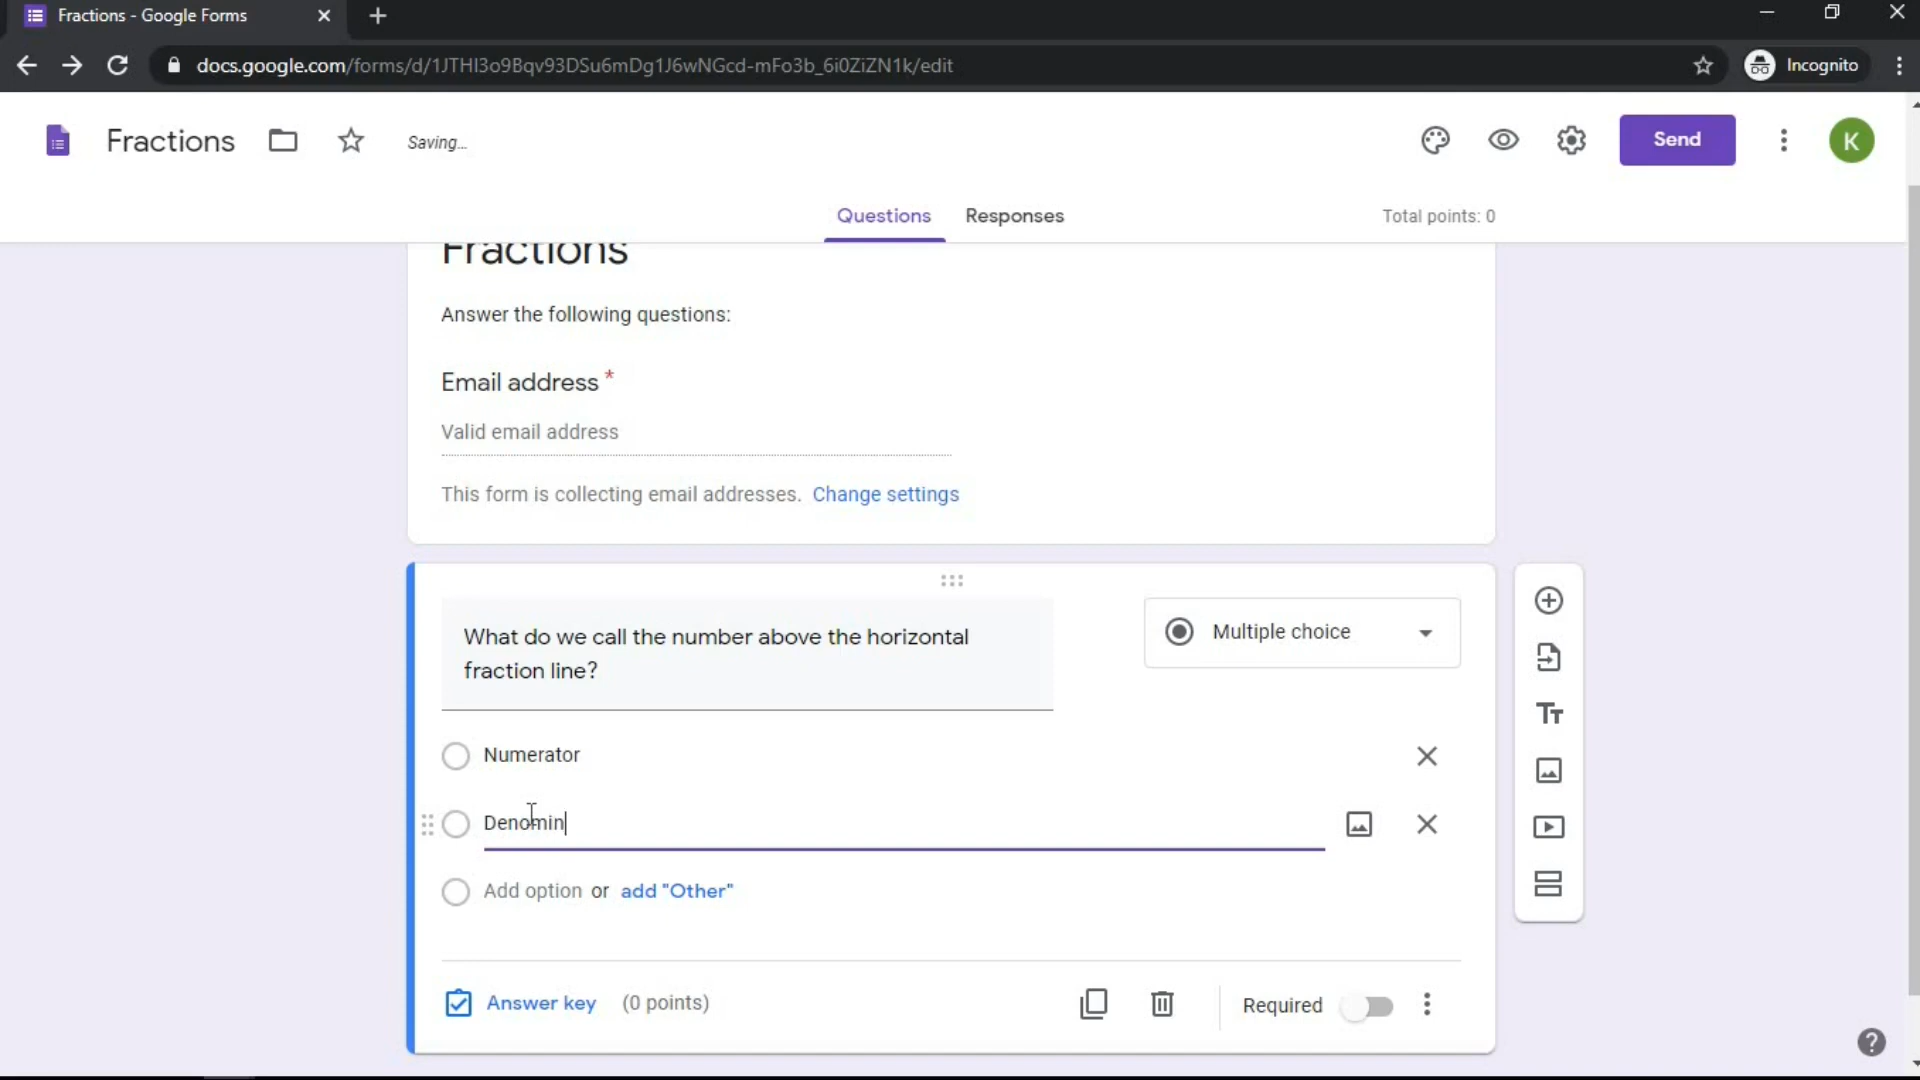 Fractions - Google Forms
docs.google.com/forms/d/1JTHI3o9Bqv93DSu6mDg1J6wNGcd-mFo3b_6i0ZiZN1k/edit
Incognito
Fractions
Saving...
Send
K
Questions
Responses
Total points: 0
Fractions
Answer the following questions:
Email address *
Valid email address
This form is collecting email addresses. Change settings
What do we call the number above the horizontal
fraction line?
Multiple choice
Numerator
Denomin
Add option or add "Other"
Answer key (0 points)
Required